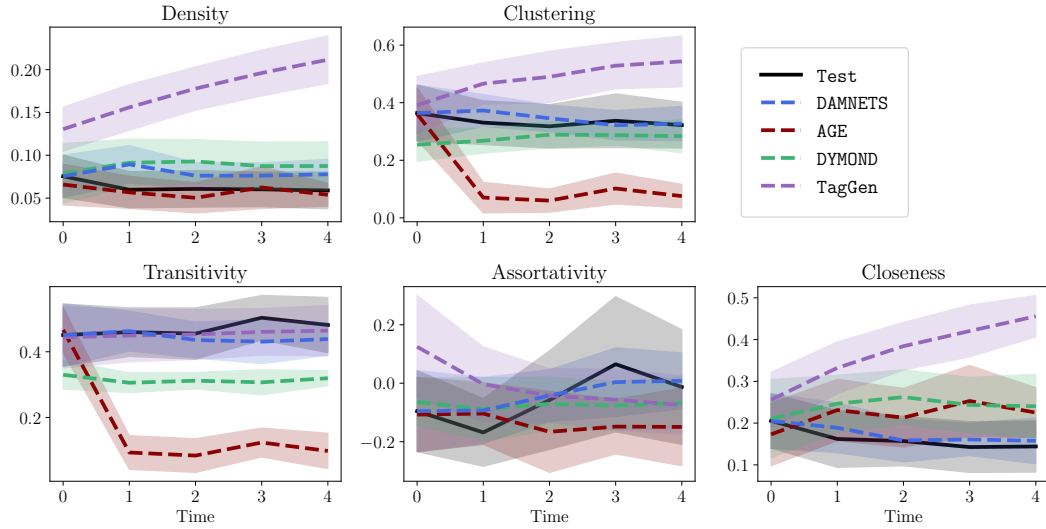 Density
0.20
0.15
0.10
0.05
0 1 2 3 4
Clustering
0.6
0.4
0.2
0.0
0 1 2 3 4
Test
DAMNETS
AGE
DYMOND
TagGen
Transitivity
0.4
0.2
0 1 2 3 4
Time
Assortativity
0.2
0.0
−0.2
0 1 2 3 4
Time
Closeness
0.5
0.4
0.3
0.2
0.1
0 1 2 3 4
Time